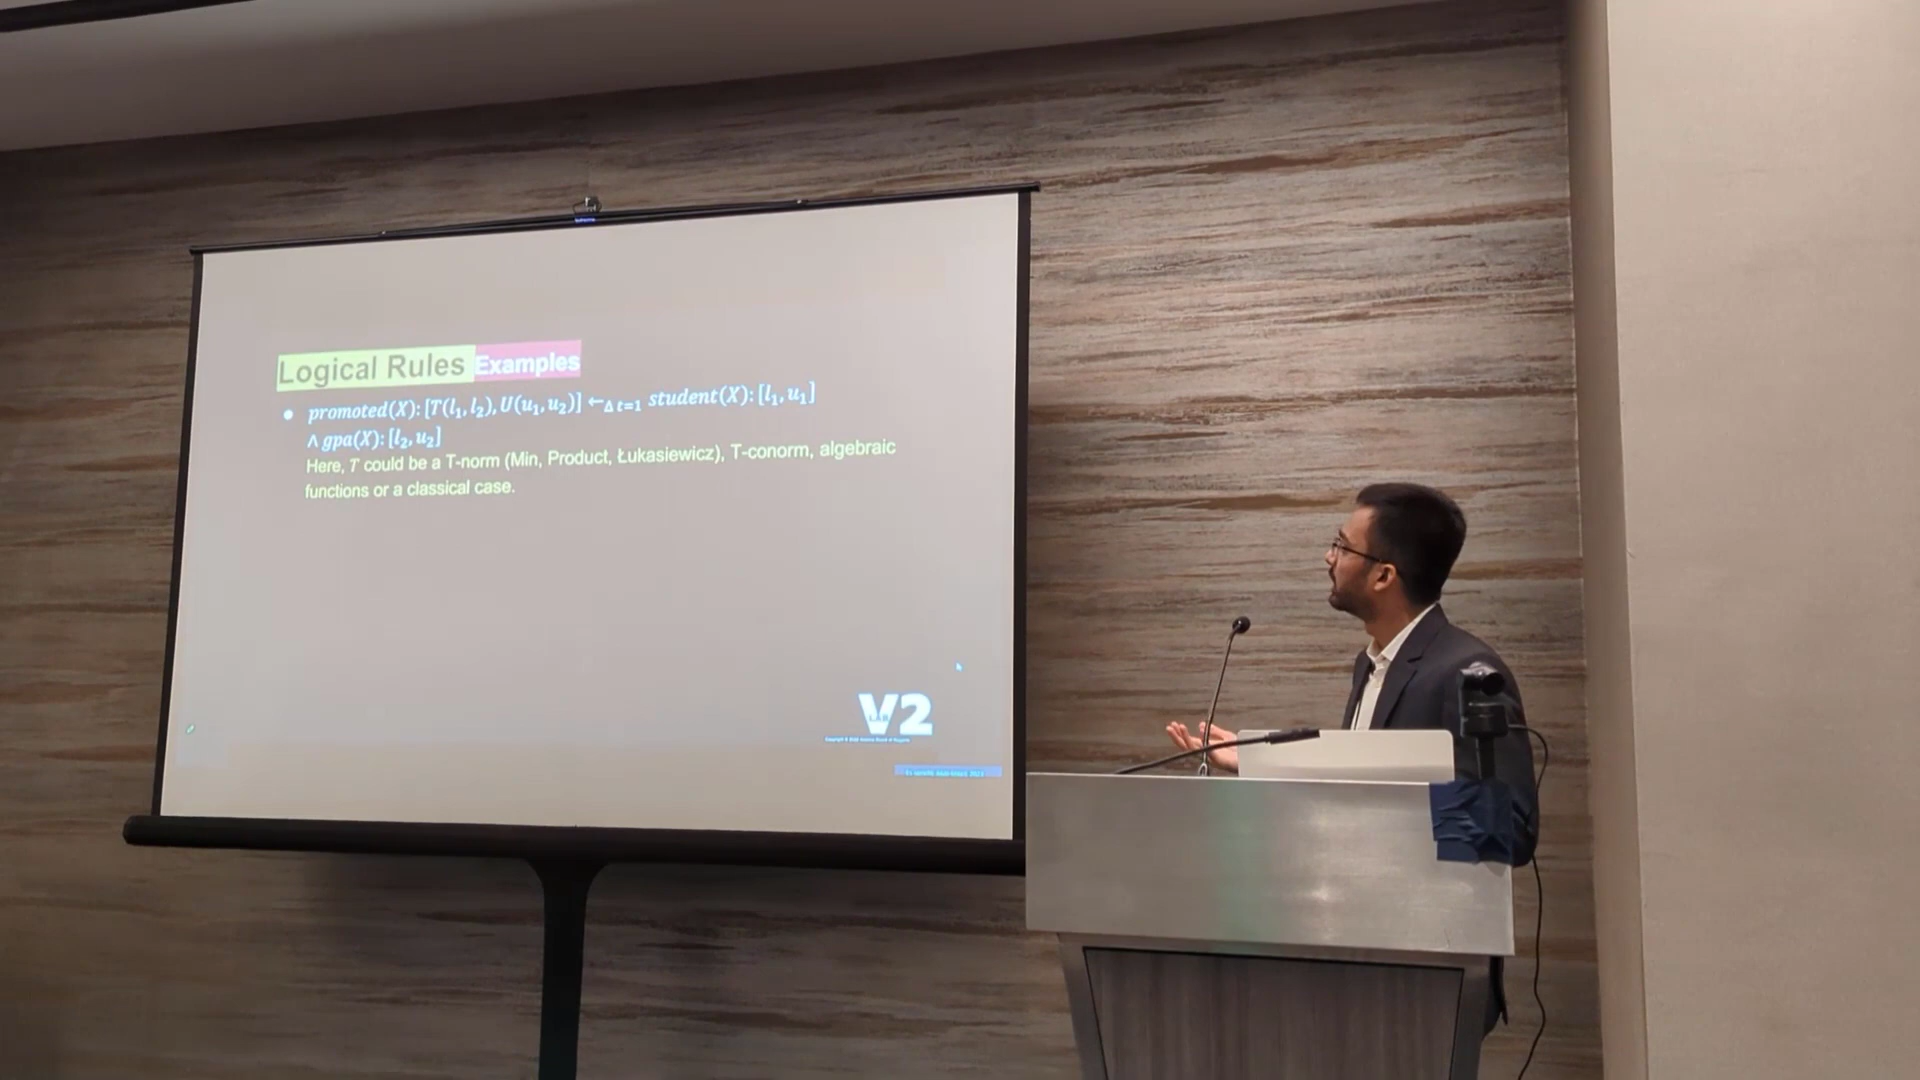 Logical Rules Examples
● promoted(X): [T(l₁, l₂), U(u₁, u₂)] ←Δt=1 student(X): [l₁, u₁]
∧ gpa(X): [l₂, u₂]
Here, T could be a T-norm (Min, Product, Łukasiewicz), T-conorm, algebraic
functions or a classical case.
V2
LAB